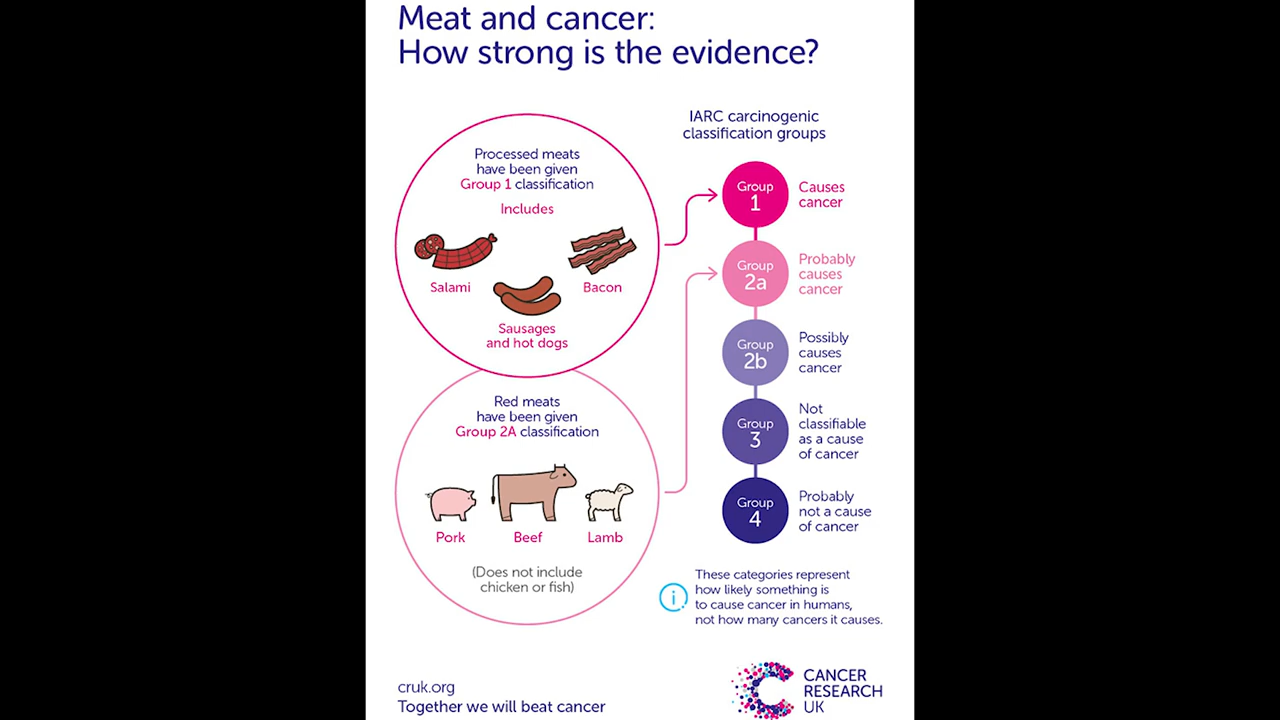 Meat and cancer:
How strong is the evidence?
Processed meats
have been given
Group 1 classification
Includes
Salami
Bacon
Sausages
and hot dogs
Red meats
have been given
Group 2A classification
Pork
Beef
Lamb
(Does not include
chicken or fish)
IARC carcinogenic
classification groups
Group
1
Causes
cancer
Group
2a
Probably
causes
cancer
Group
2b
Possibly
causes
cancer
Group
3
Not
classifiable
as a cause
of cancer
Group
4
Probably
not a cause
of cancer
i
These categories represent
how likely something is
to cause cancer in humans,
not how many cancers it causes.
cruk.org
Together we will beat cancer
CANCER
RESEARCH
UK